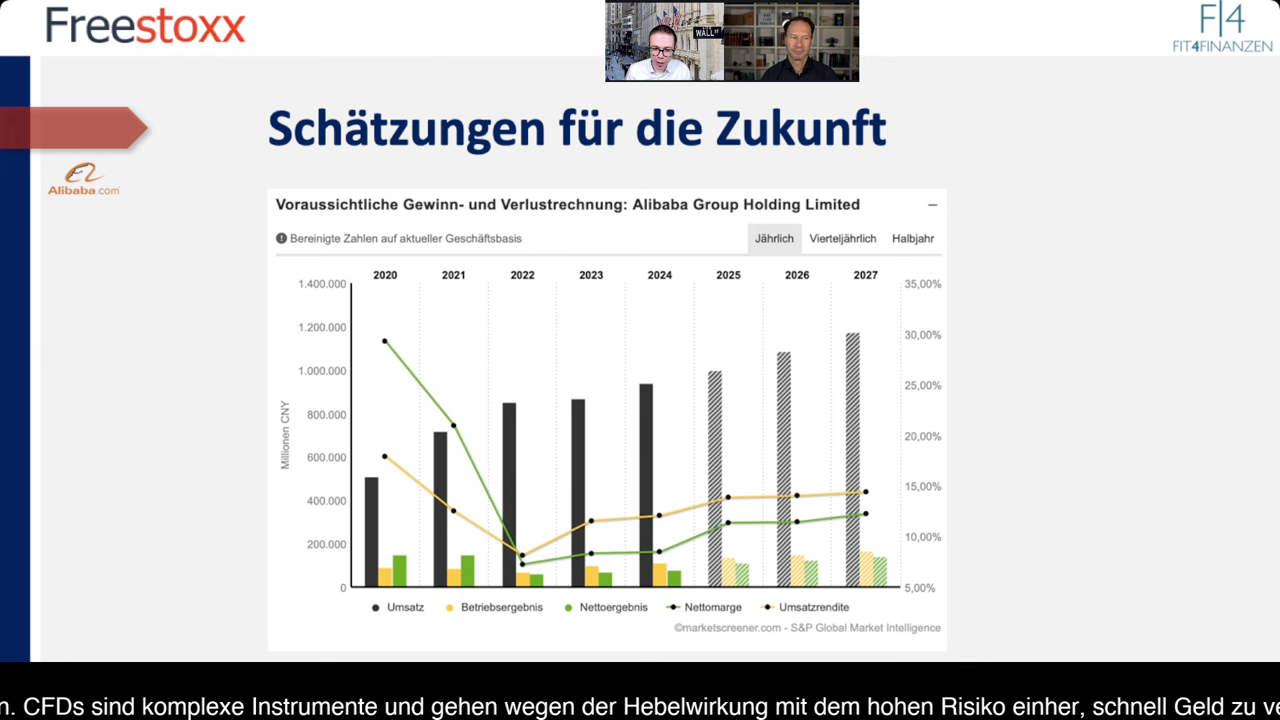 Freestoxx
F|4
FIT4FINANZEN
WALL ST
Schätzungen für die Zukunft
Alibaba.com
Voraussichtliche Gewinn- und Verlustrechnung: Alibaba Group Holding Limited
Bereinigte Zahlen auf aktueller Geschäftsbasis
Jährlich Vierteljährlich Halbjahr
2020 2021 2022 2023 2024 2025 2026 2027
1.400.000 35,00%
1.200.000 30,00%
1.000.000 25,00%
800.000 20,00%
600.000 15,00%
400.000 10,00%
200.000 5,00%
0
Millionen CNY
Umsatz Betriebsergebnis Nettoergebnis Nettomarge Umsatzrendite
©marketscreener.com - S&P Global Market Intelligence
n. CFDs sind komplexe Instrumente und gehen wegen der Hebelwirkung mit dem hohen Risiko einher, schnell Geld zu ve